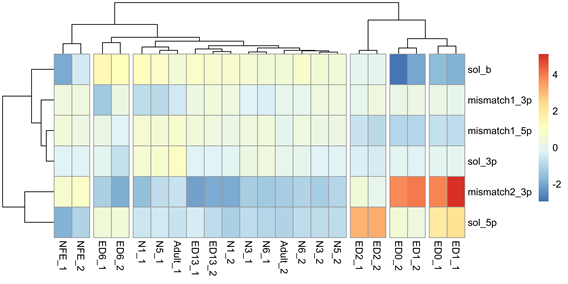 sol_b
mismatch1_3p
mismatch1_5p
sol_3p
mismatch2_3p
sol_5p
4
2
0
-2
NFE_1
NFE_2
ED6_1
ED6_2
N1_1
N5_1
Adult_1
ED13_1
ED13_2
N1_2
N3_1
N6_1
Adult_2
N6_2
N3_2
N5_2
ED2_1
ED2_2
ED0_2
ED1_2
ED0_1
ED1_1